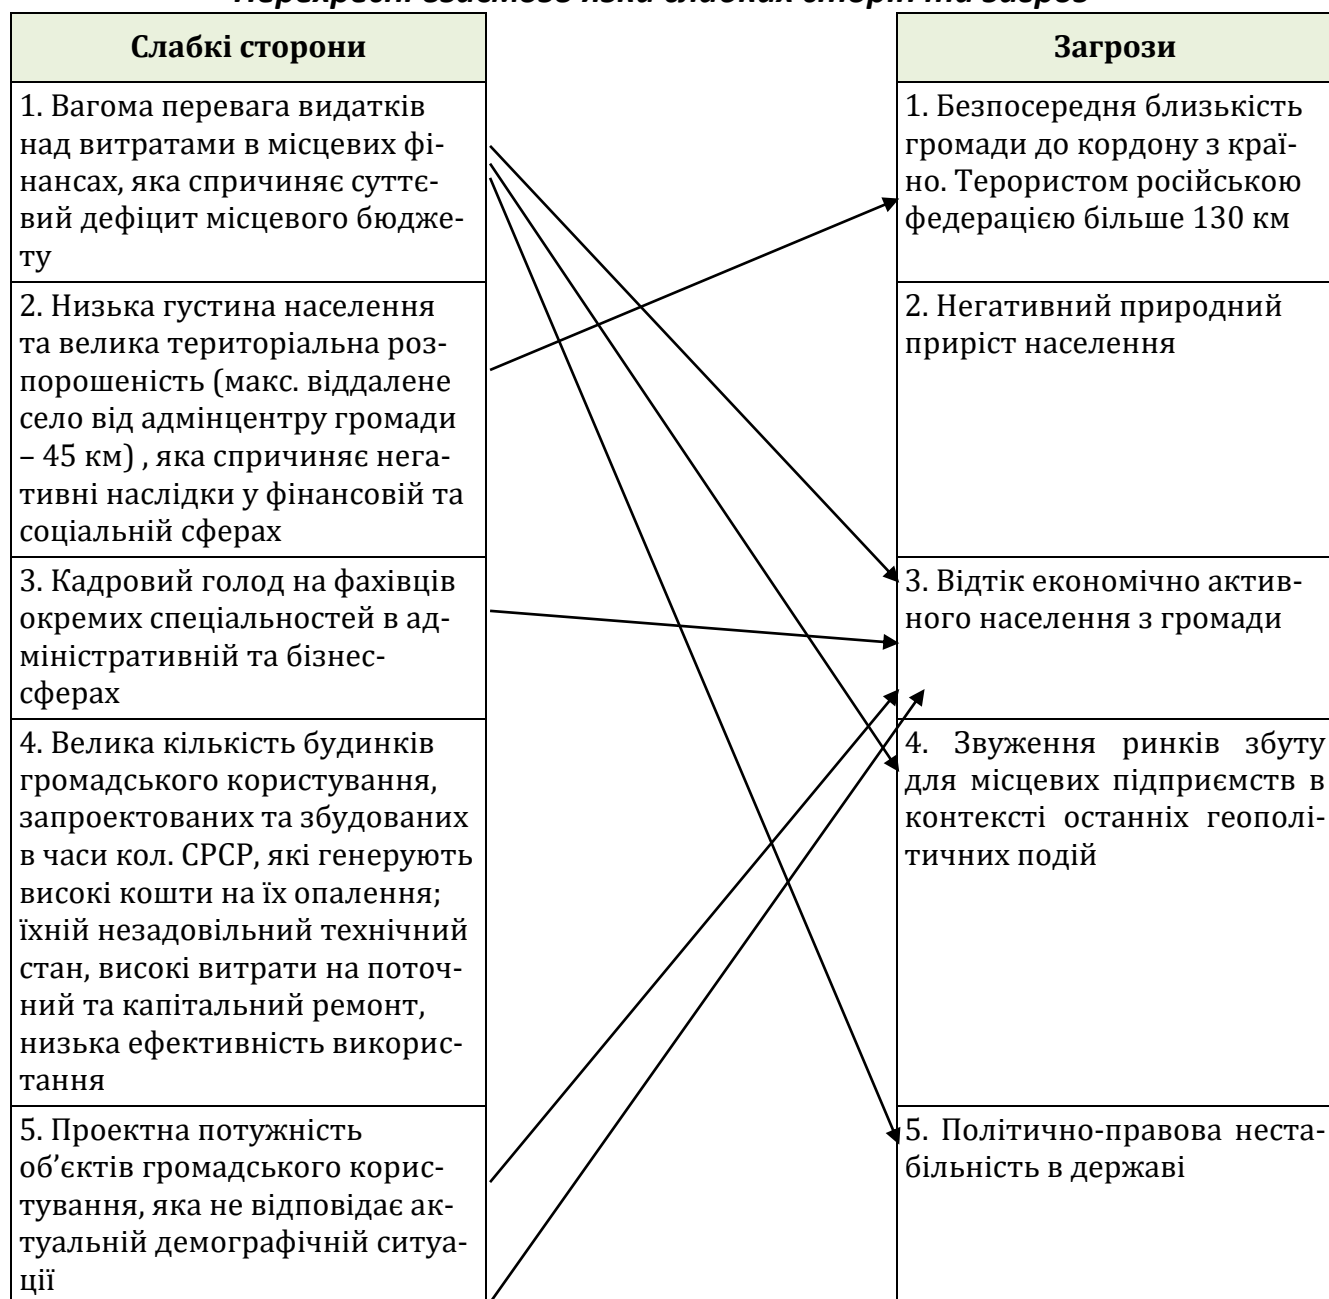 Перехресні взаємозв'язки слабких сторін та загроз
Слабкі сторони
1. Вагома перевага видатків
над витратами в місцевих фі-
нансах, яка спричиняє суттє-
вий дефіцит місцевого бюдже-
ту
2. Низька густина населення
та велика територіальна роз-
порошеність (макс. віддалене
село від адмінцентру громади
– 45 км) , яка спричиняє нега-
тивні наслідки у фінансовій та
соціальній сферах
3. Кадровий голод на фахівців
окремих спеціальностей в ад-
міністративній та бізнес-
сферах
4. Велика кількість будинків
громадського користування,
запроектованих та збудованих
в часи кол. СРСР, які генерують
високі кошти на їх опалення;
їхній незадовільний технічний
стан, високі витрати на поточ-
ний та капітальний ремонт,
низька ефективність викорис-
тання
5. Проектна потужність
об’єктів громадського корис-
тування, яка не відповідає ак-
туальній демографічній ситуа-
ції
Загрози
1. Безпосередня близькість
громади до кордону з краї-
но. Терористом російською
федерацією більше 130 км
2. Негативний природний
приріст населення
3. Відтік економічно актив-
ного населення з громади
4. Звуження ринків збуту
для місцевих підприємств в
контексті останніх геополі-
тичних подій
5. Політично-правова неста-
більність в державі